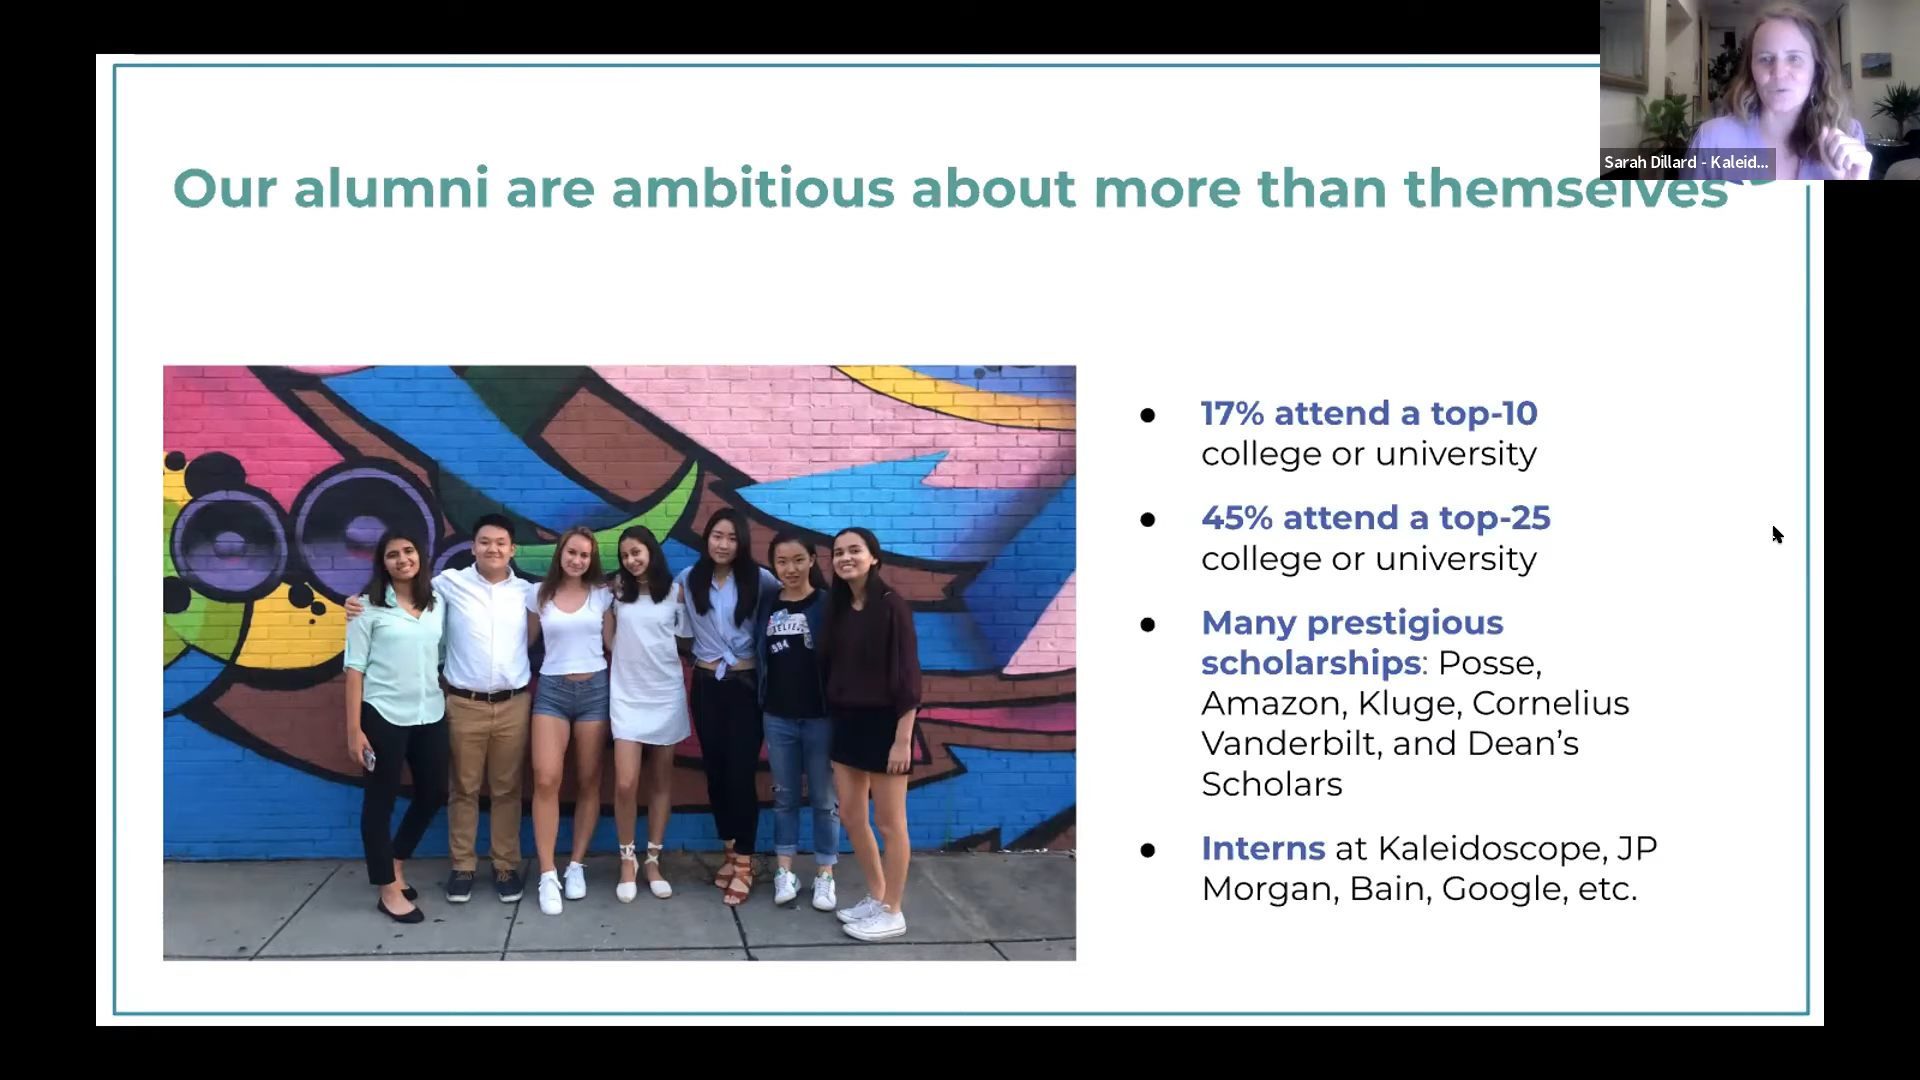 Sarah Dillard - Kaleid...
Our alumni are ambitious about more than themselves
17% attend a top-10
college or university
45% attend a top-25
college or university
Many prestigious
scholarships: Posse,
Amazon, Kluge, Cornelius
Vanderbilt, and Dean’s
Scholars
Interns at Kaleidoscope, JP
Morgan, Bain, Google, etc.